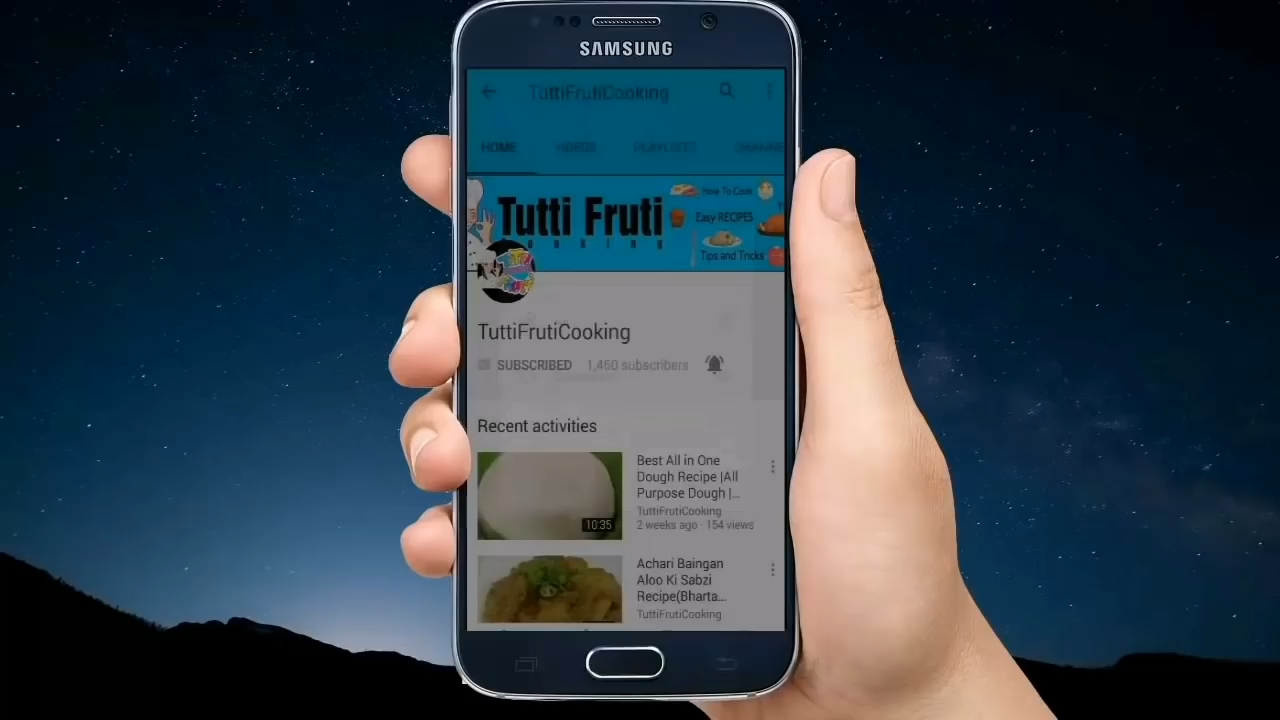 SAMSUNG
TuttiFrutiCooking
HOME VIDEOS PLAYLISTS CHANNE
Tutti Fruti
C o o k i n g
How To Cook
Easy RECIPES
Tips and Tricks
TuttiFrutiCooking
SUBSCRIBED 1,460 subscribers
Recent activities
Best All in One
Dough Recipe |All
Purpose Dough |...
TuttiFrutiCooking
2 weeks ago · 154 views
10:35
Achari Baingan
Aloo Ki Sabzi
Recipe(Bharta...
TuttiFrutiCooking